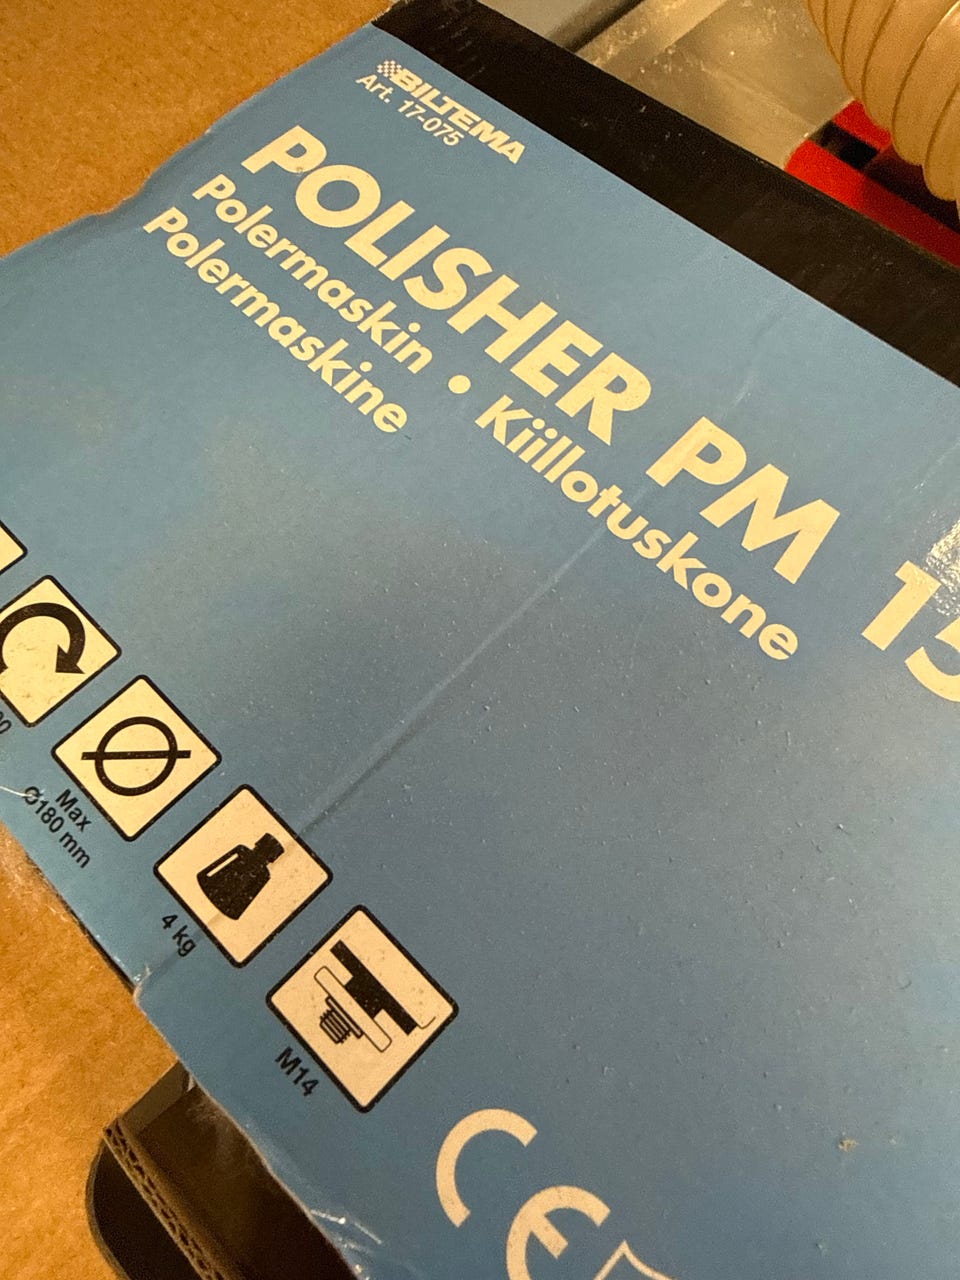 BILTEMA
Art. 17-075
POLISHER PM 15
Polermaskin • Kiillotuskone
Polermaskine
Max
Ø180 mm
4 kg
M14
CE